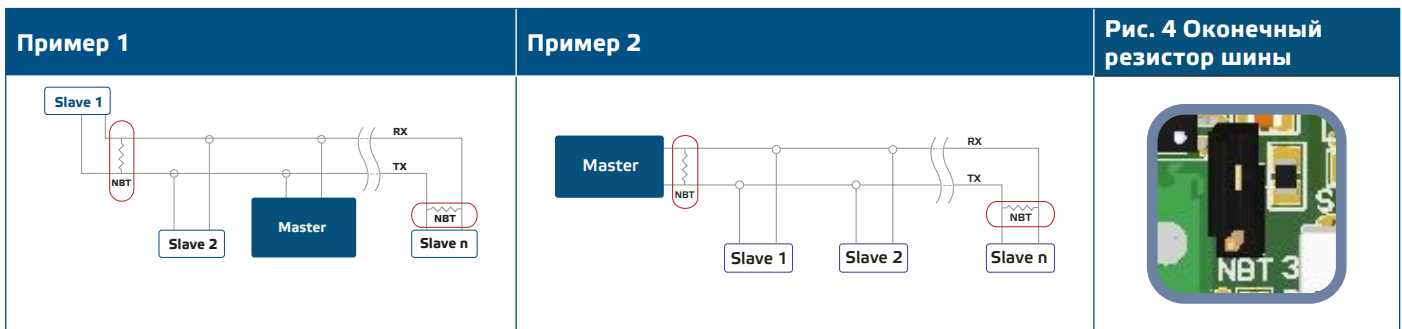 Пример 1
Пример 2
Рис. 4 Оконечный
резистор шины
Slave 1
RX
TX
NBT
NBT
Slave 2
Master
Slave n
Master
RX
TX
NBT
NBT
Slave 1
Slave 2
Slave n
S
NBT 3